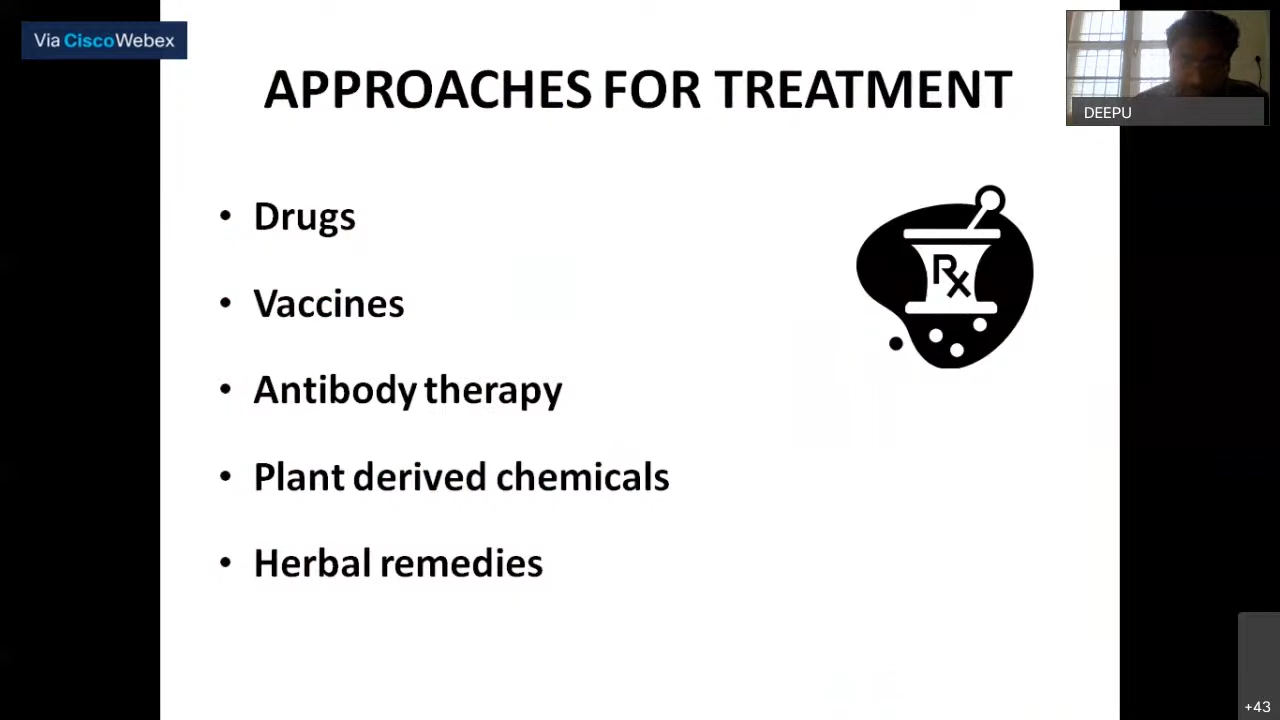 Via CiscoWebex
APPROACHES FOR TREATMENT
DEEPU
• Drugs
• Vaccines
• Antibody therapy
• Plant derived chemicals
• Herbal remedies
Rx
+43